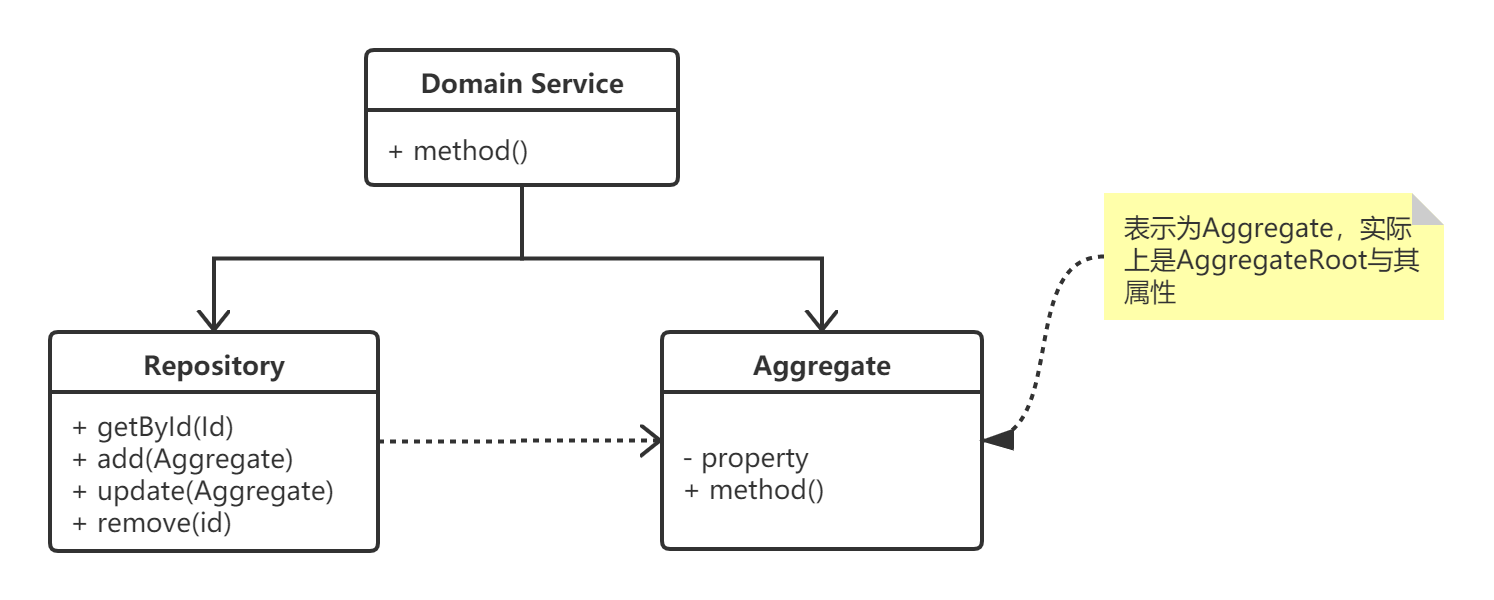 Domain Service
+ method()
表示为Aggregate，实际
上是AggregateRoot与其
属性
Repository
+ getById(Id)
+ add(Aggregate)
+ update(Aggregate)
+ remove(id)
Aggregate
- property
+ method()